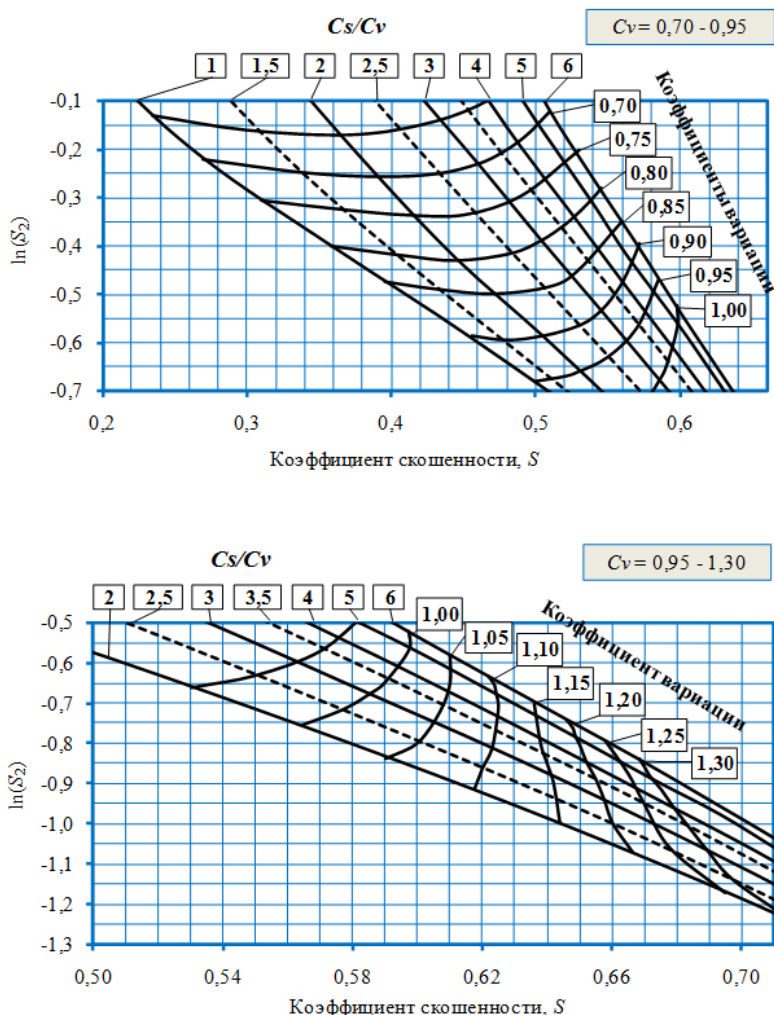 Cs/Cv
Cv = 0,70 - 0,95
1 1,5 2 2,5 3 4 5 6
Коэффициенты вариации
-0,1
-0,2
-0,3
-0,4
-0,5
-0,6
-0,7
ln(S2)
0,70
0,75
0,80
0,85
0,90
0,95
1,00
0,2 0,3 0,4 0,5 0,6
Коэффициент скошенности, S
Cs/Cv
Cv = 0,95 - 1,30
2 2,5 3 3,5 4 5 6
Коэффициент вариации
-0,5
-0,6
-0,7
-0,8
-0,9
-1,0
-1,1
-1,2
-1,3
ln(S2)
1,00
1,05
1,10
1,15
1,20
1,25
1,30
0,50 0,54 0,58 0,62 0,66 0,70
Коэффициент скошенности, S